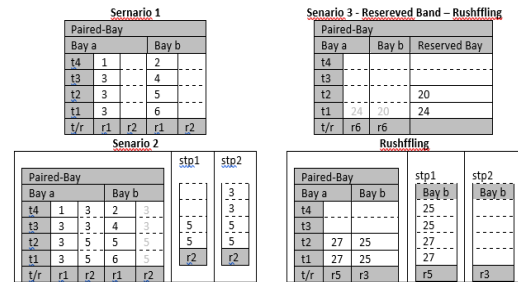 Sernario 1
Paired-Bay
Bay a Bay b
t4 1 2
t3 3 4
t2 3 5
t1 3 6
t/r r1 r2 r1 r2
Senario 3 - Resereved Band – Rushffling
Paired-Bay
Bay a Bay b Reserved Bay
t4
t3
t2 20
t1 24 20 24
t/r r6 r6
Senario 2
stp1 stp2
Paired-Bay
Bay a Bay b 3
t4 1 3 2 3 3
t3 3 3 4 3 5 5
t2 3 5 5 5 5 5
t1 3 5 6 5 r2 r2
t/r r1 r2 r1 r2
Rushffling
stp1 stp2
Paired-Bay Bay b Bay b
Bay a Bay b 25
t4 25
t3 27
t2 27 25 27
t1 27 25 r5 r3
t/r r5 r3